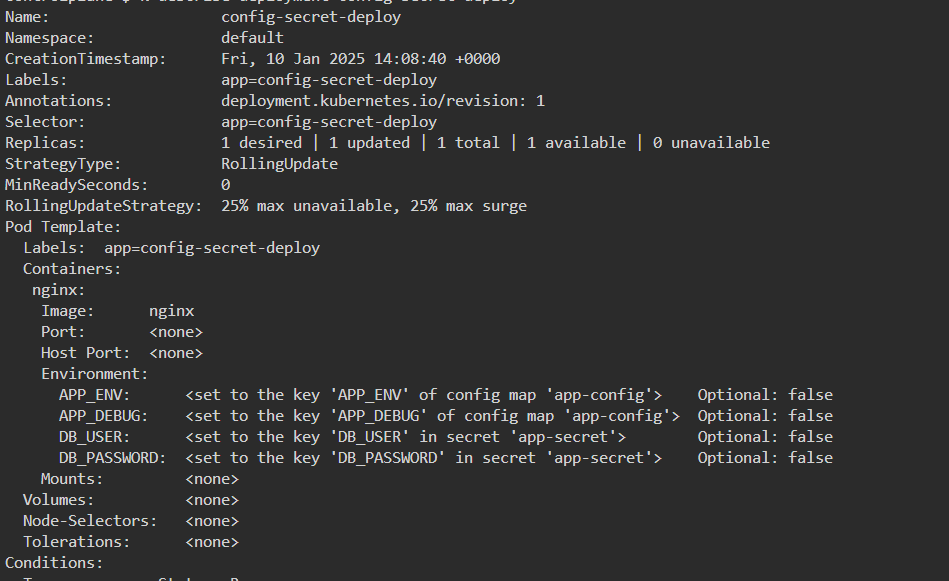 Name:                   config-secret-deploy
Namespace:              default
CreationTimestamp:      Fri, 10 Jan 2025 14:08:40 +0000
Labels:                 app=config-secret-deploy
Annotations:            deployment.kubernetes.io/revision: 1
Selector:               app=config-secret-deploy
Replicas:               1 desired | 1 updated | 1 total | 1 available | 0 unavailable
StrategyType:           RollingUpdate
MinReadySeconds:        0
RollingUpdateStrategy:  25% max unavailable, 25% max surge
Pod Template:
  Labels:  app=config-secret-deploy
  Containers:
   nginx:
    Image:      nginx
    Port:       <none>
    Host Port:  <none>
    Environment:
      APP_ENV:      <set to the key 'APP_ENV' of config map 'app-config'>    Optional: false
      APP_DEBUG:    <set to the key 'APP_DEBUG' of config map 'app-config'>  Optional: false
      DB_USER:      <set to the key 'DB_USER' in secret 'app-secret'>        Optional: false
      DB_PASSWORD:  <set to the key 'DB_PASSWORD' in secret 'app-secret'>    Optional: false
    Mounts:         <none>
  Volumes:          <none>
  Node-Selectors:   <none>
  Tolerations:      <none>
Conditions: